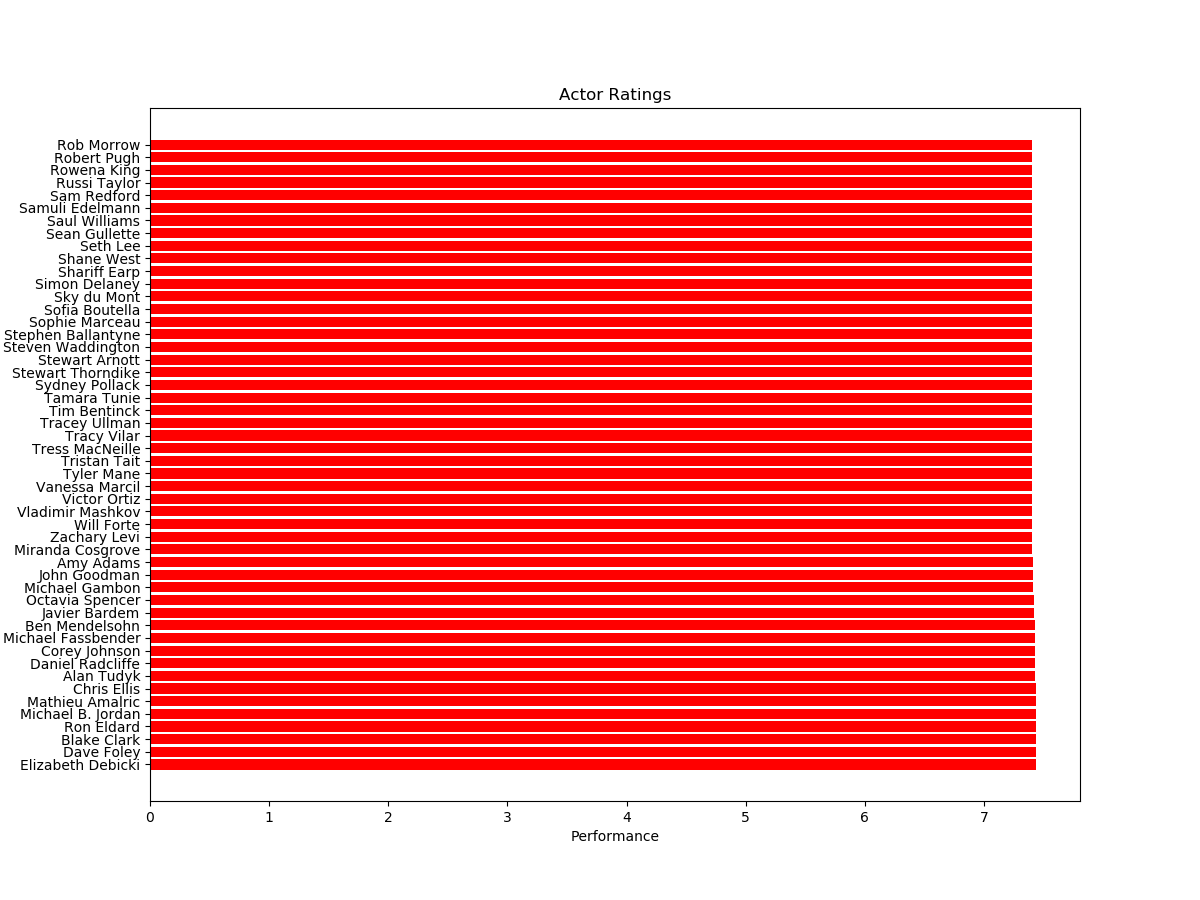 Actor Ratings
Rob Morrow
Robert Pugh
Rowena King
Russi Taylor
Sam Redford
Samuli Edelmann
Saul Williams
Sean Gullette
Seth Lee
Shane West
Shariff Earp
Simon Delaney
Sky du Mont
Sofia Boutella
Sophie Marceau
Stephen Ballantyne
Steven Waddington
Stewart Arnott
Stewart Thorndike
Sydney Pollack
Tamara Tunie
Tim Bentinck
Tracey Ullman
Tracy Vilar
Tress MacNeille
Tristan Tait
Tyler Mane
Vanessa Marcil
Victor Ortiz
Vladimir Mashkov
Will Forte
Zachary Levi
Miranda Cosgrove
Amy Adams
John Goodman
Michael Gambon
Octavia Spencer
Javier Bardem
Ben Mendelsohn
Michael Fassbender
Corey Johnson
Daniel Radcliffe
Alan Tudyk
Chris Ellis
Mathieu Amalric
Michael B. Jordan
Ron Eldard
Blake Clark
Dave Foley
Elizabeth Debicki
0 1 2 3 4 5 6 7
Performance